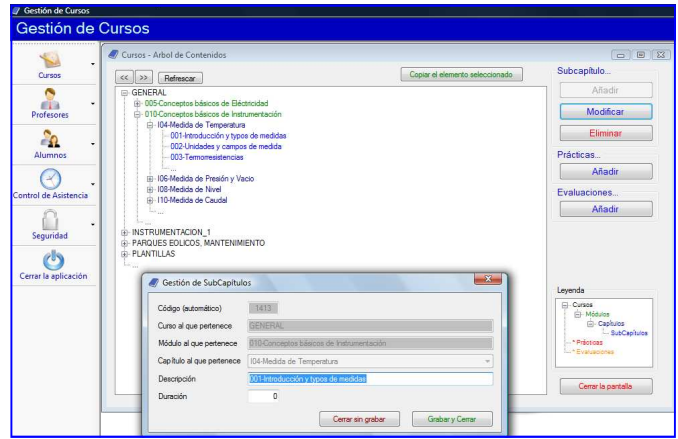 Gestión de Cursos
Gestión de Cursos
Cursos
Profesores
Alumnos
Control de Asistencia
Seguridad
Cerrar la aplicación
Cursos - Arbol de Contenidos
<< >> Refrescar
Copiar el elemento seleccionado
GENERAL
005-Conceptos básicos de Eléctricidad
010-Conceptos básicos de Instrumentación
I04-Medida de Temperatura
001-Introducción y typos de medidas
002-Unidades y campos de medida
003-Termorresistencias
...
I06-Medida de Presión y Vacio
I08-Medida de Nivel
I10-Medida de Caudal
...
...
INSTRUMENTACION_1
PARQUES EOLICOS, MANTENIMIENTO
PLANTILLAS
...
Subcapítulo...
Añadir
Modificar
Eliminar
Prácticas...
Añadir
Evaluaciones...
Añadir
Leyenda
Cursos
Módulos
Capítulos
SubCapítulos
* Prácticas
* Evaluaciones
Cerrar la pantalla
Gestión de SubCapítulos
Código (automático) 1413
Curso al que pertenece GENERAL
Módulo al que pertenece 010-Conceptos básicos de Instrumentación
Capítulo al que pertenece I04-Medida de Temperatura
Descripción 001-Introducción y typos de medidas
Duración 0
Cerrar sin grabar
Grabar y Cerrar